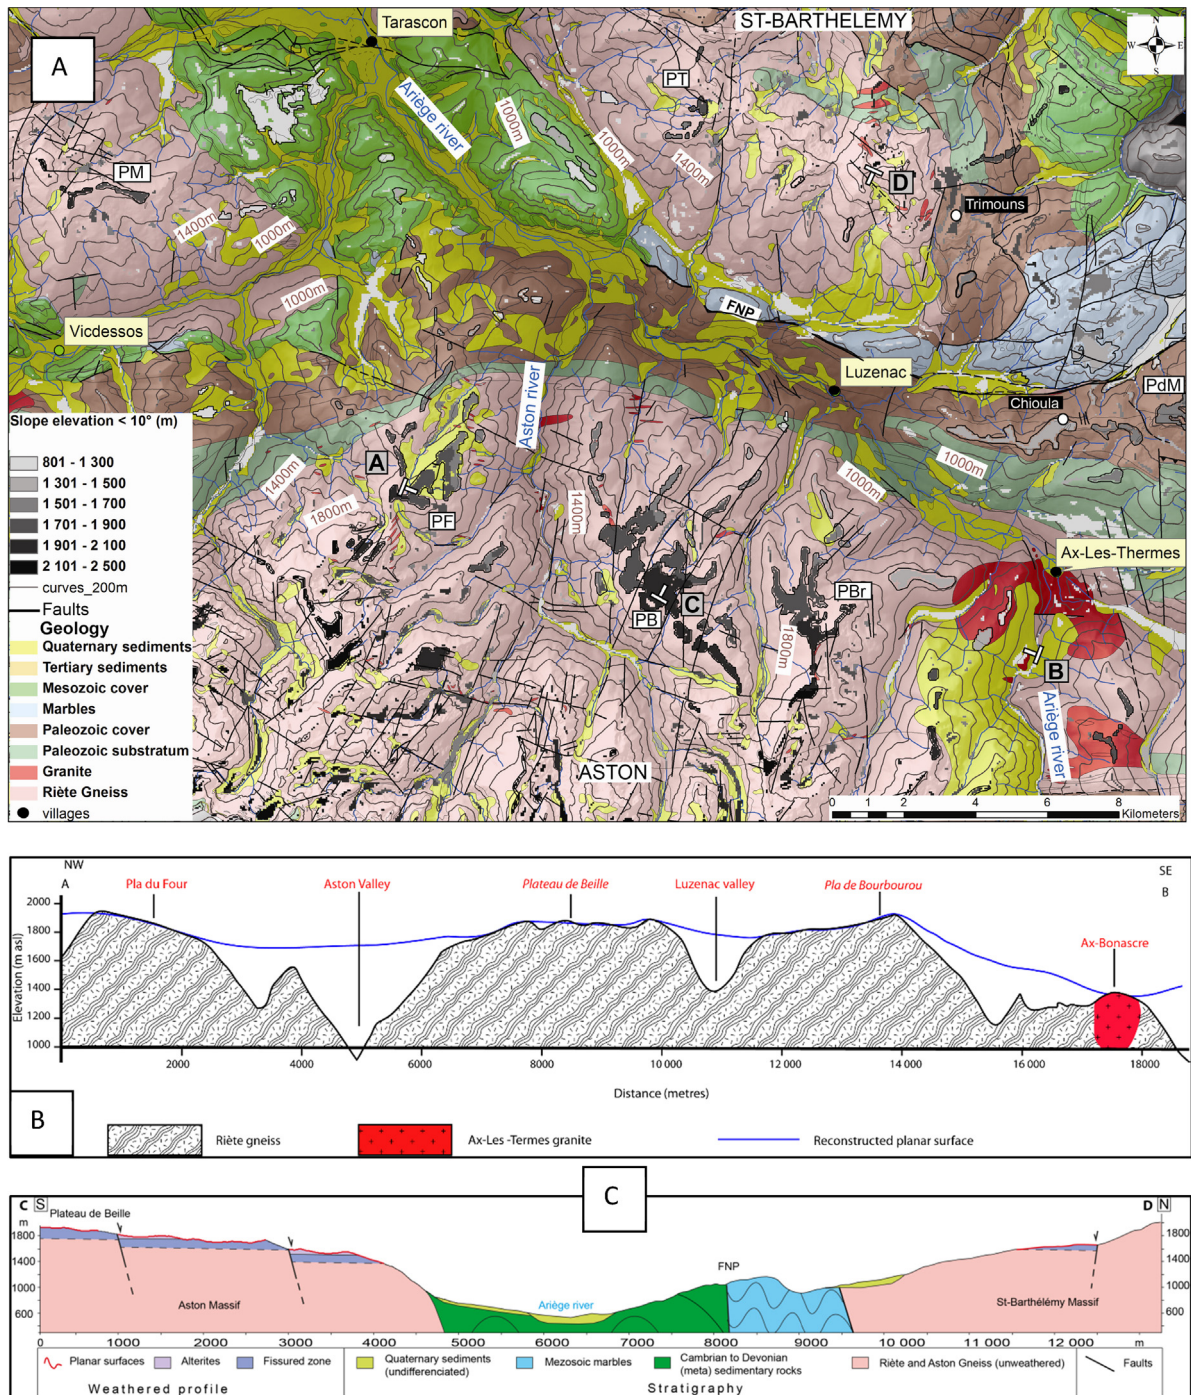 A
Tarascon
ST-BARTHELEMY
N
W E
S
Ariège river
1000m
PT
1000m
1400m
D
Trimouns
PM
1400m
1000m
1000m
FNP
Vicdessos
Luzenac
PdM
Chioula
Aston river
A
1400m
1800m
PF
1400m
1000m
1000m
Ax-Les-Thermes
PBr
C
PB
1800m
B
Ariège river
ASTON
Slope elevation < 10° (m)
801 - 1 300
1 301 - 1 500
1 501 - 1 700
1 701 - 1 900
1 901 - 2 100
2 101 - 2 500
curves_200m
Faults
Geology
Quaternary sediments
Tertiary sediments
Mesozoic cover
Marbles
Paleozoic cover
Paleozoic substratum
Granite
Riète Gneiss
villages
0 1 2 4 6 8
Kilometers
NW
SE
A
B
Pla du Four
Aston Valley
Plateau de Beille
Luzenac valley
Pla de Bourbourou
Ax-Bonascre
Elevation (m asl)
2000
1800
1600
1400
1200
1000
2000 4000 6000 8000 10 000 12 000 14 000 16 000 18000
Distance (metres)
B
Riète gneiss
Ax-Les -Termes granite
Reconstructed planar surface
C
C S
D N
m
Plateau de Beille
1800
1400
1000
600
1800
1400
1000
600
FNP
Ariège river
Aston Massif
St-Barthélémy Massif
0 1000 2000 3000 4000 5000 6000 7000 8000 9000 10 000 11 000 12 000 m
Planar surfaces
Alterites
Fissured zone
Quaternary sediments
(undifferenciated)
Mezosoic marbles
Cambrian to Devonian
(meta) sedimentary rocks
Riète and Aston Gneiss (unweathered)
Faults
Weathered profile
Stratigraphy